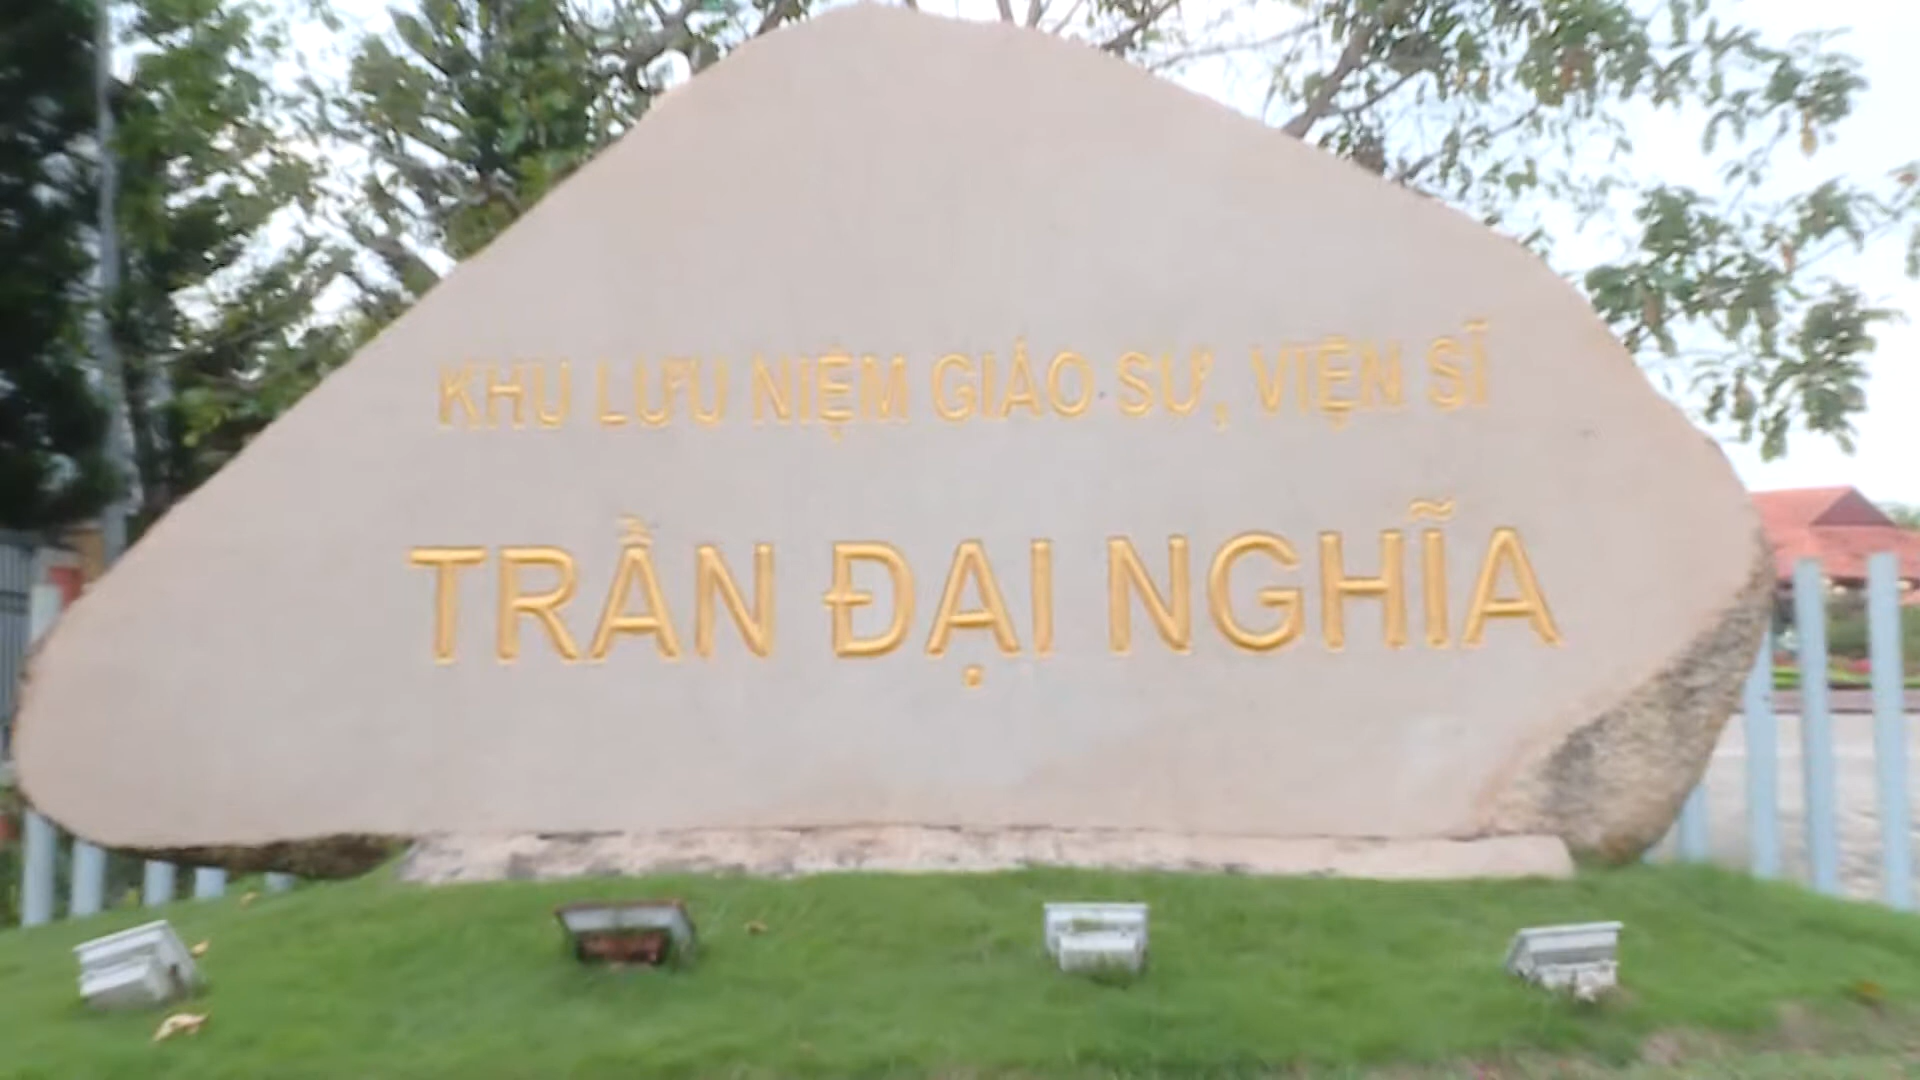 KHU LƯU NIỆM GIÁO SƯ, VIỆN SĨ
TRẦN ĐẠI NGHĨA